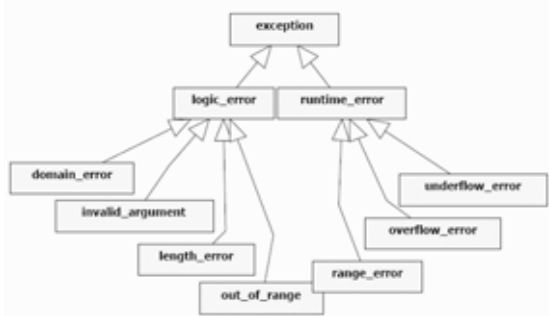 exception
logic_error
runtime_error
domain_error
underflow_error
invalid_argument
overflow_error
length_error
range_error
out_of_range